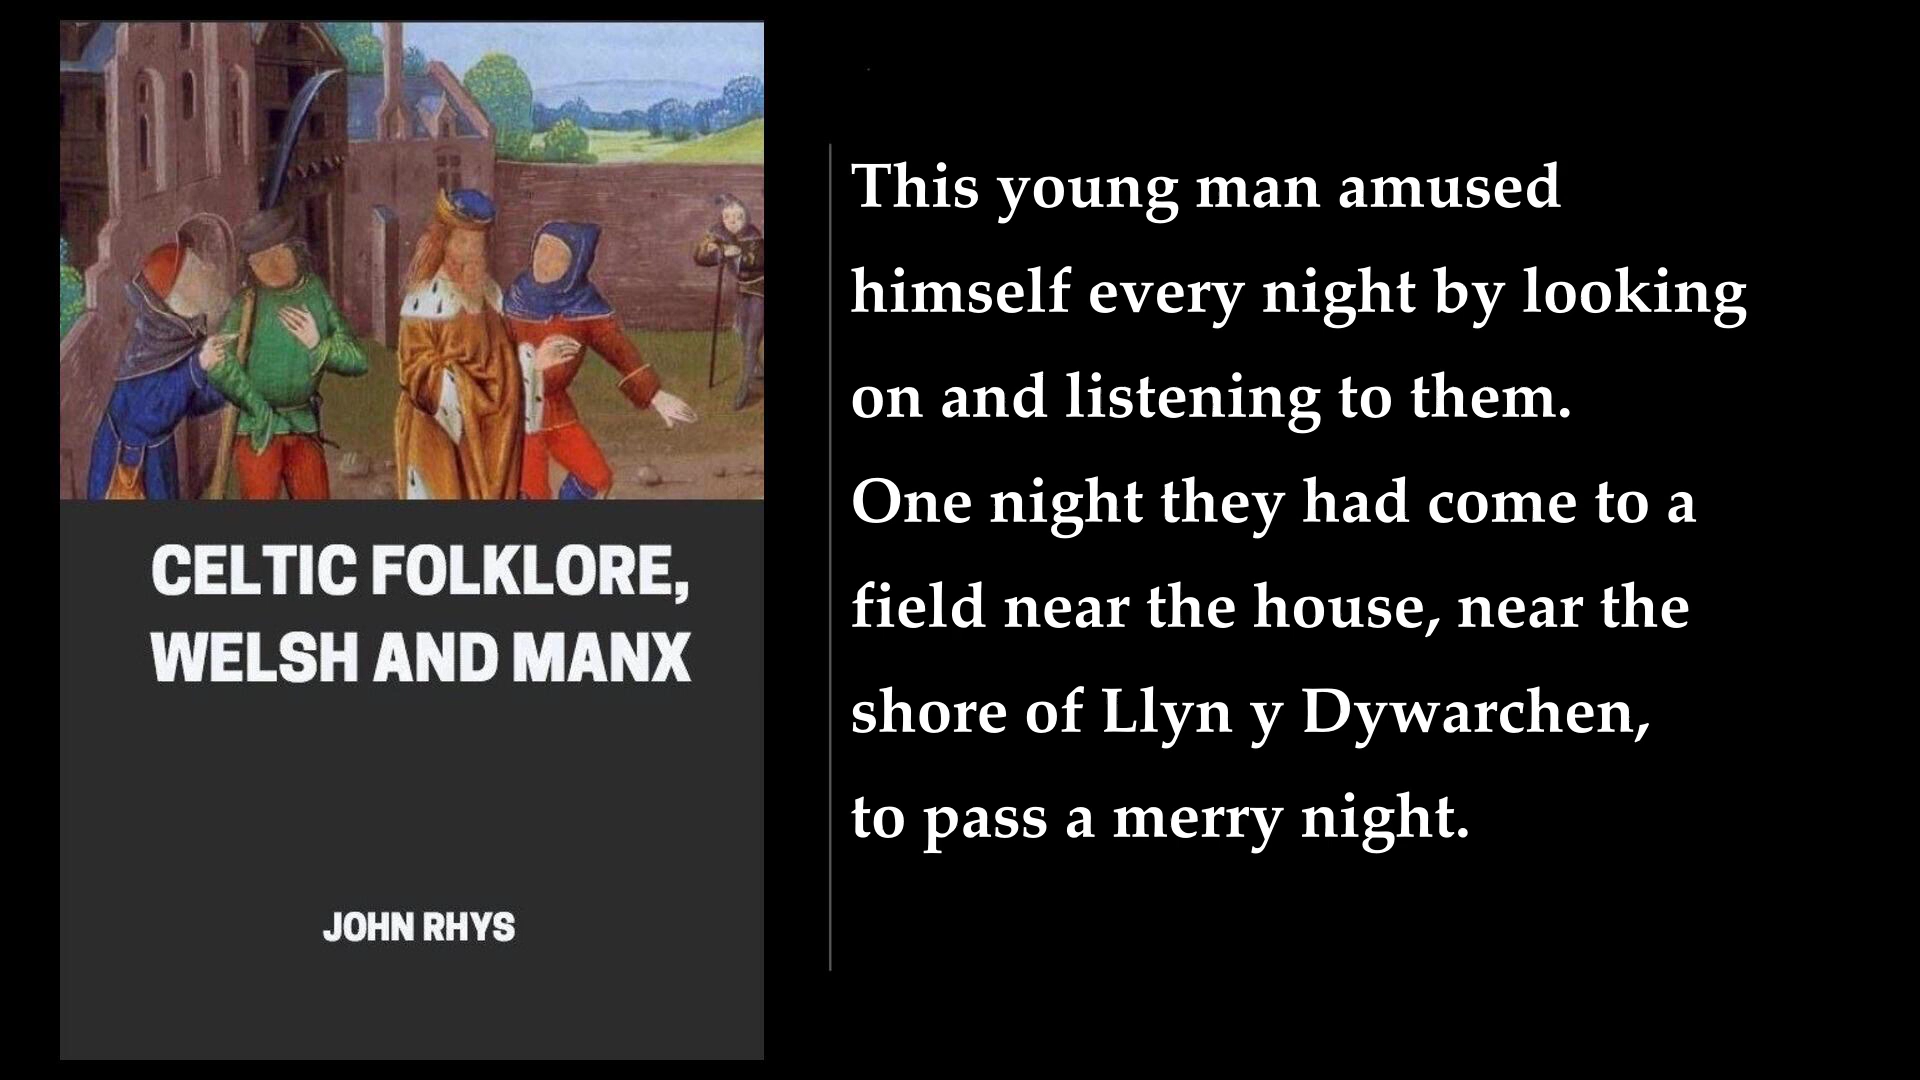 CELTIC FOLKLORE,
WELSH AND MANX
JOHN RHYS
This young man amused
himself every night by looking
on and listening to them.
One night they had come to a
field near the house, near the
shore of Llyn y Dywarchen,
to pass a merry night.